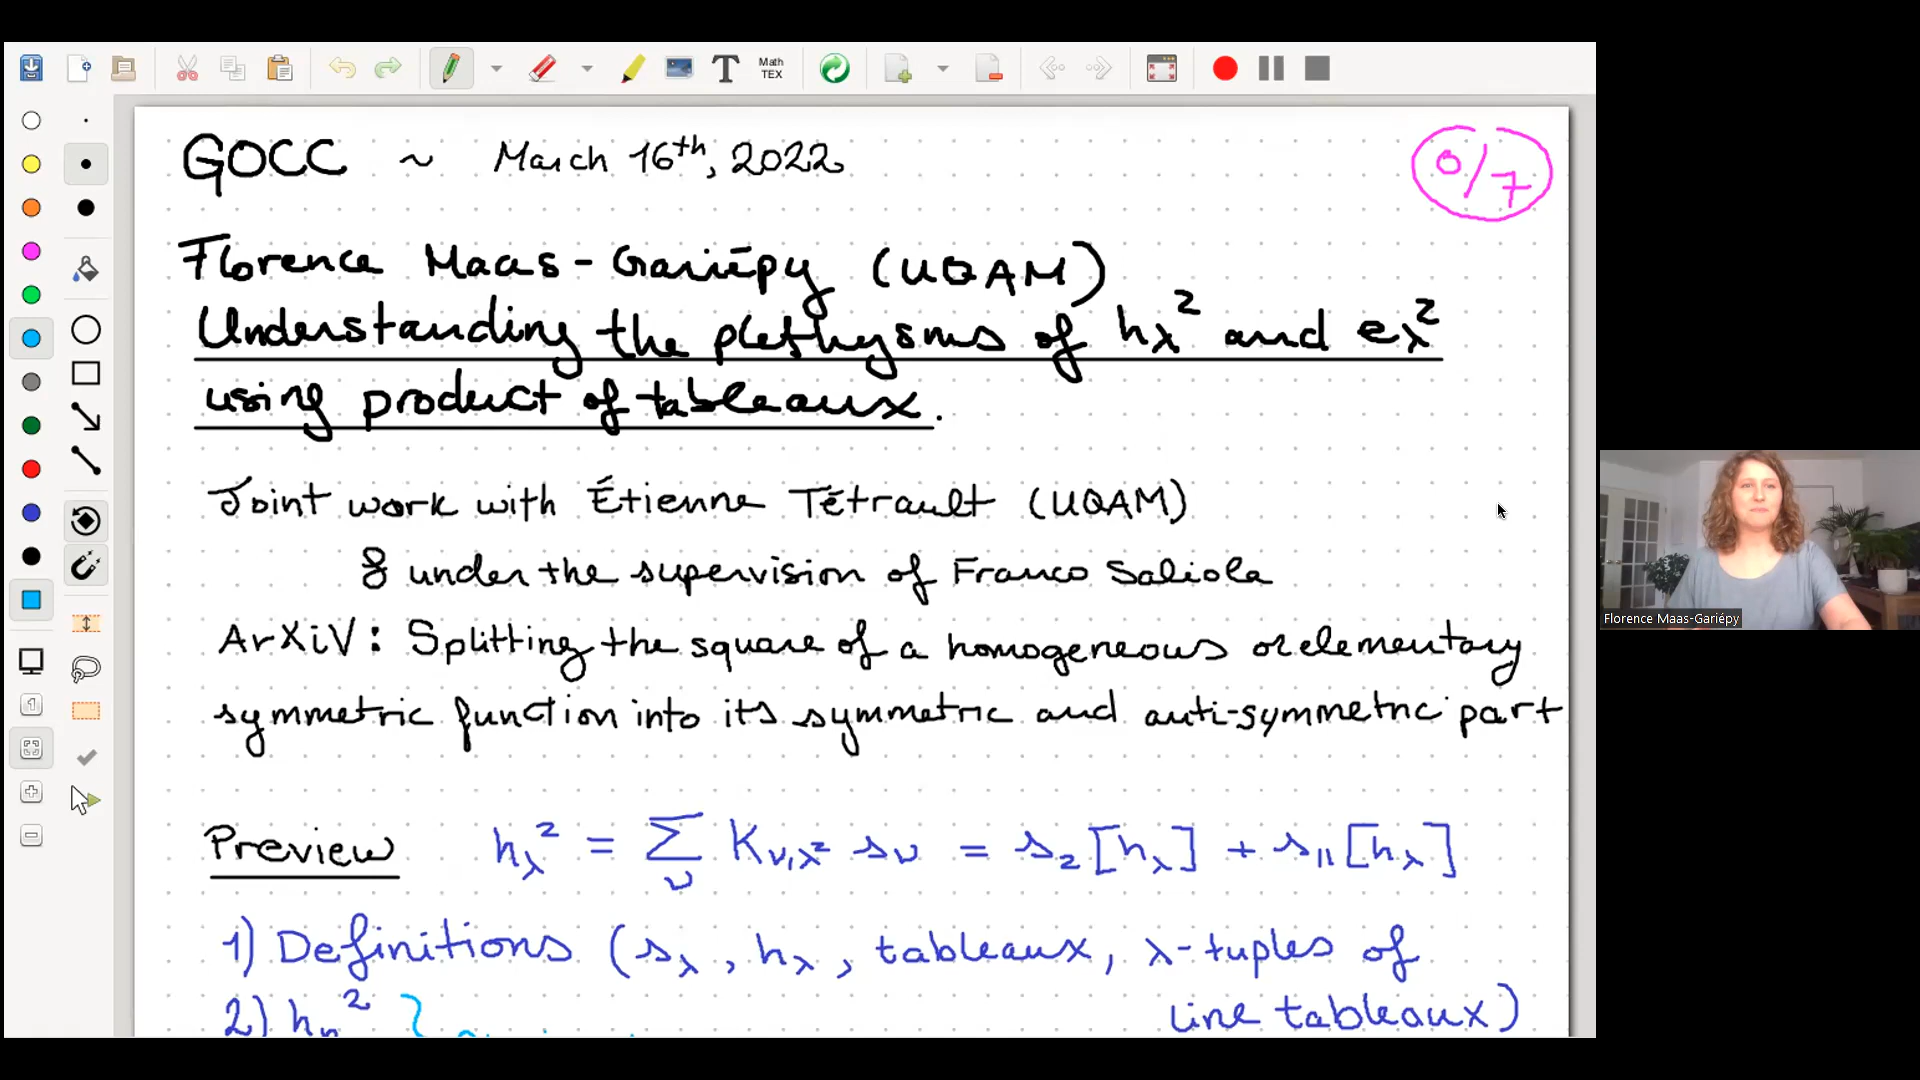 Math
TEX
GOCC ~ March 16th, 2022
0/7
Florence Maas-Gariépy (UQAM)
Understanding the plethysms of hλ² and eλ²
using product of tableaux.
Joint work with Étienne Tétrault (UQAM)
& under the supervision of Franco Saliola
ArXiV: Splitting the square of a homogeneous or elementary
symmetric function into its symmetric and anti-symmetric part
Preview hλ² = Σν Kν,λ² sν = s₂[hλ] + s₁₁[hλ]
1) Definitions (sλ, hλ, tableaux, λ-tuples of
line tableaux)
2) hn² }
Florence Maas-Gariépy